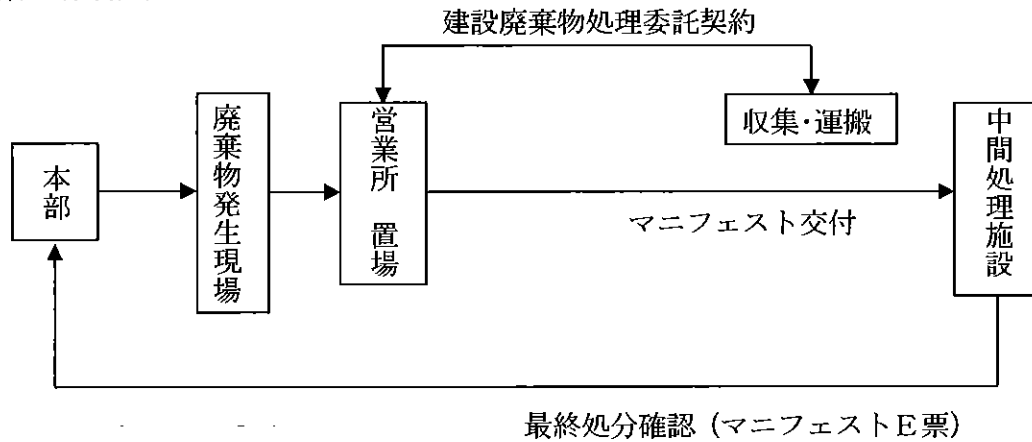 建設廃棄物処理委託契約
本部
廃棄物発生現場
営業所 置場
収集・運搬
中間処理施設
マニフェスト交付
最終処分確認（マニフェストE票）